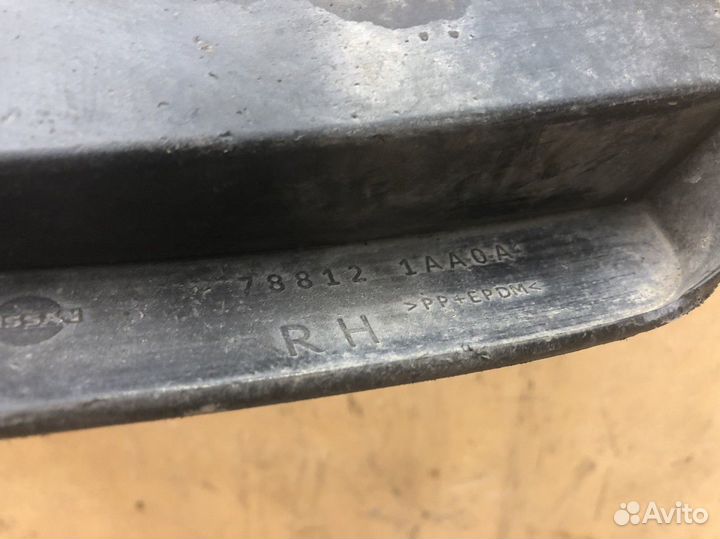 78812 1AA0A
>PP+EPDM<
RH
Avito